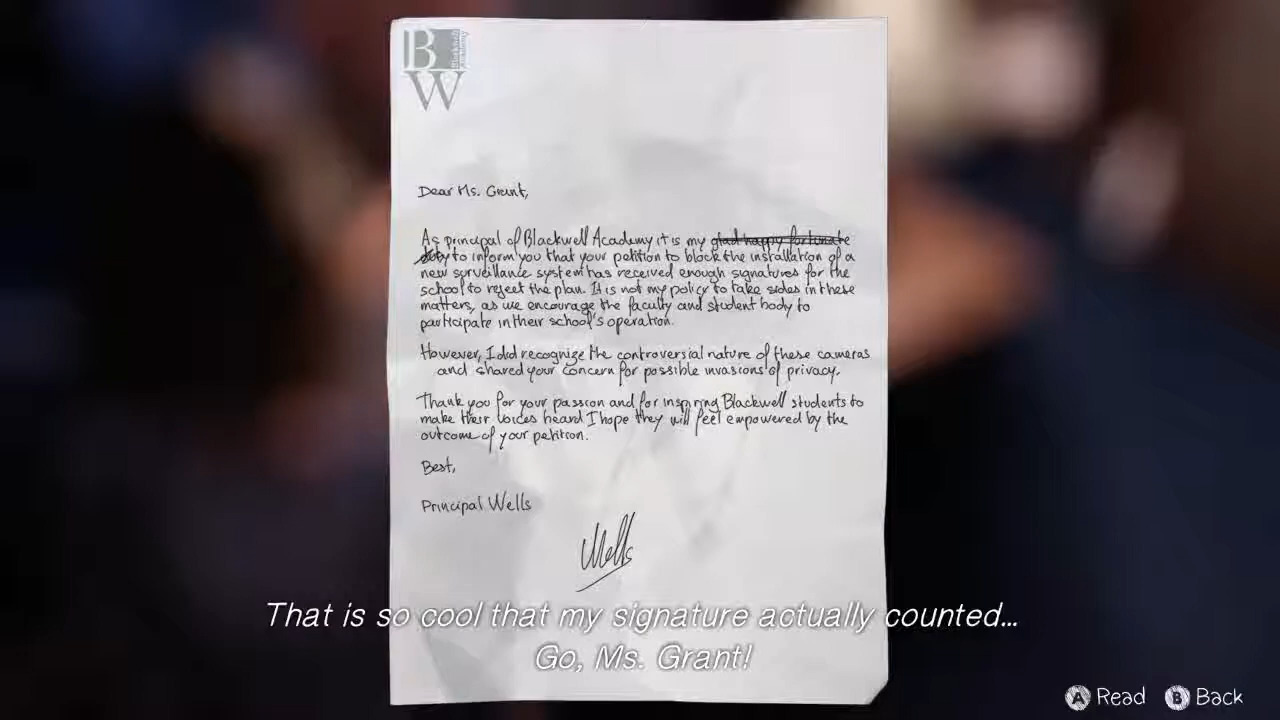 B
Blackwell
Academy
W
Dear Ms. Grant,
As principal of Blackwell Academy it is my glad happy fortunate
duty to inform you that your petition to block the installation of a
new surveillance system has received enough signatures for the
school to reject the plan. It is not my policy to take sides in these
matters, as we encourage the faculty and student body to
participate in their school's operation.
However, I did recognize the controversial nature of these cameras
and shared your concern for possible invasions of privacy.
Thank you for your passion and for inspiring Blackwell students to
make their voices heard I hope they will feel empowered by the
outcome of your petition.
Best,
Principal Wells
Wells
That is so cool that my signature actually counted...
Go, Ms. Grant!
A Read B Back